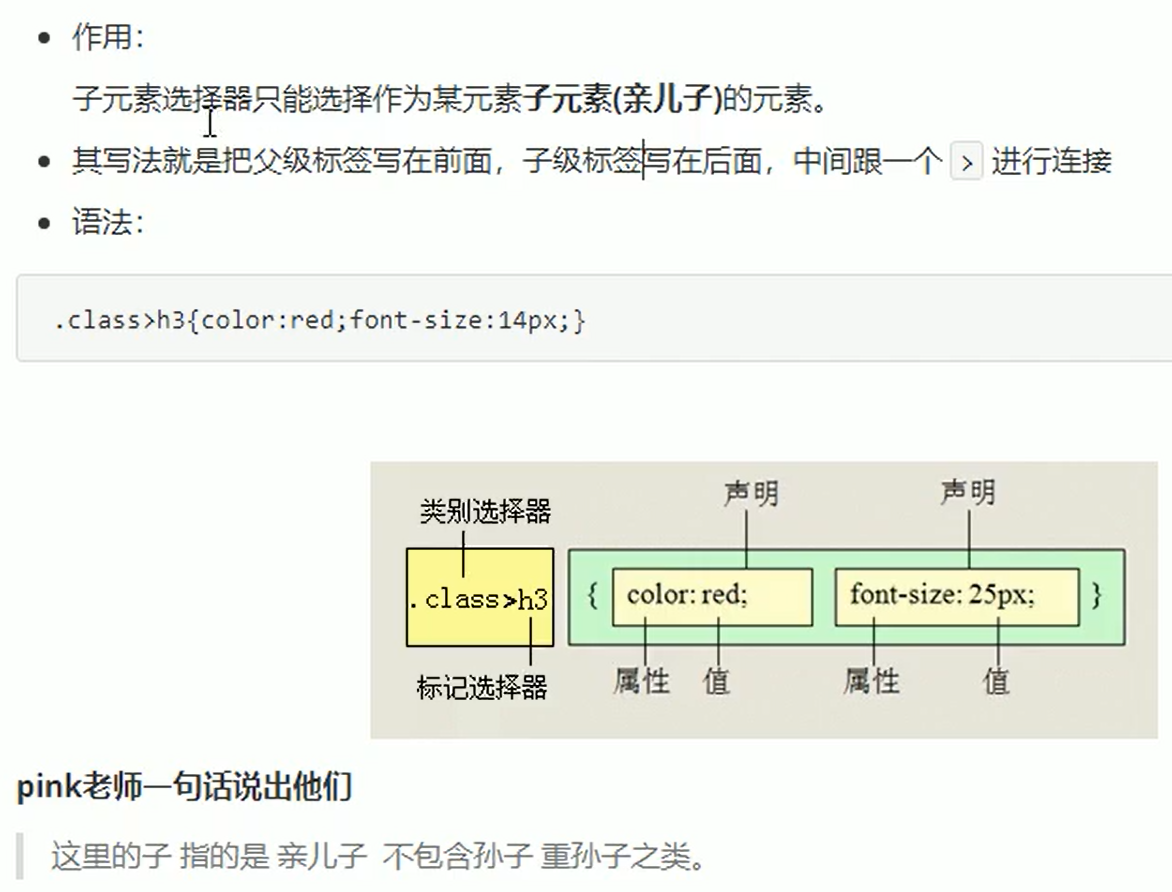 作用：
子元素选择器只能选择作为某元素子元素(亲儿子)的元素。
其写法就是把父级标签写在前面，子级标签写在后面，中间跟一个 > 进行连接
语法：
.class>h3{color:red;font-size:14px;}
声明 声明
类别选择器
.class>h3 { color: red; font-size: 25px; }
属性 值 属性 值
标记选择器
pink老师一句话说出他们
这里的子 指的是 亲儿子 不包含孙子 重孙子之类。